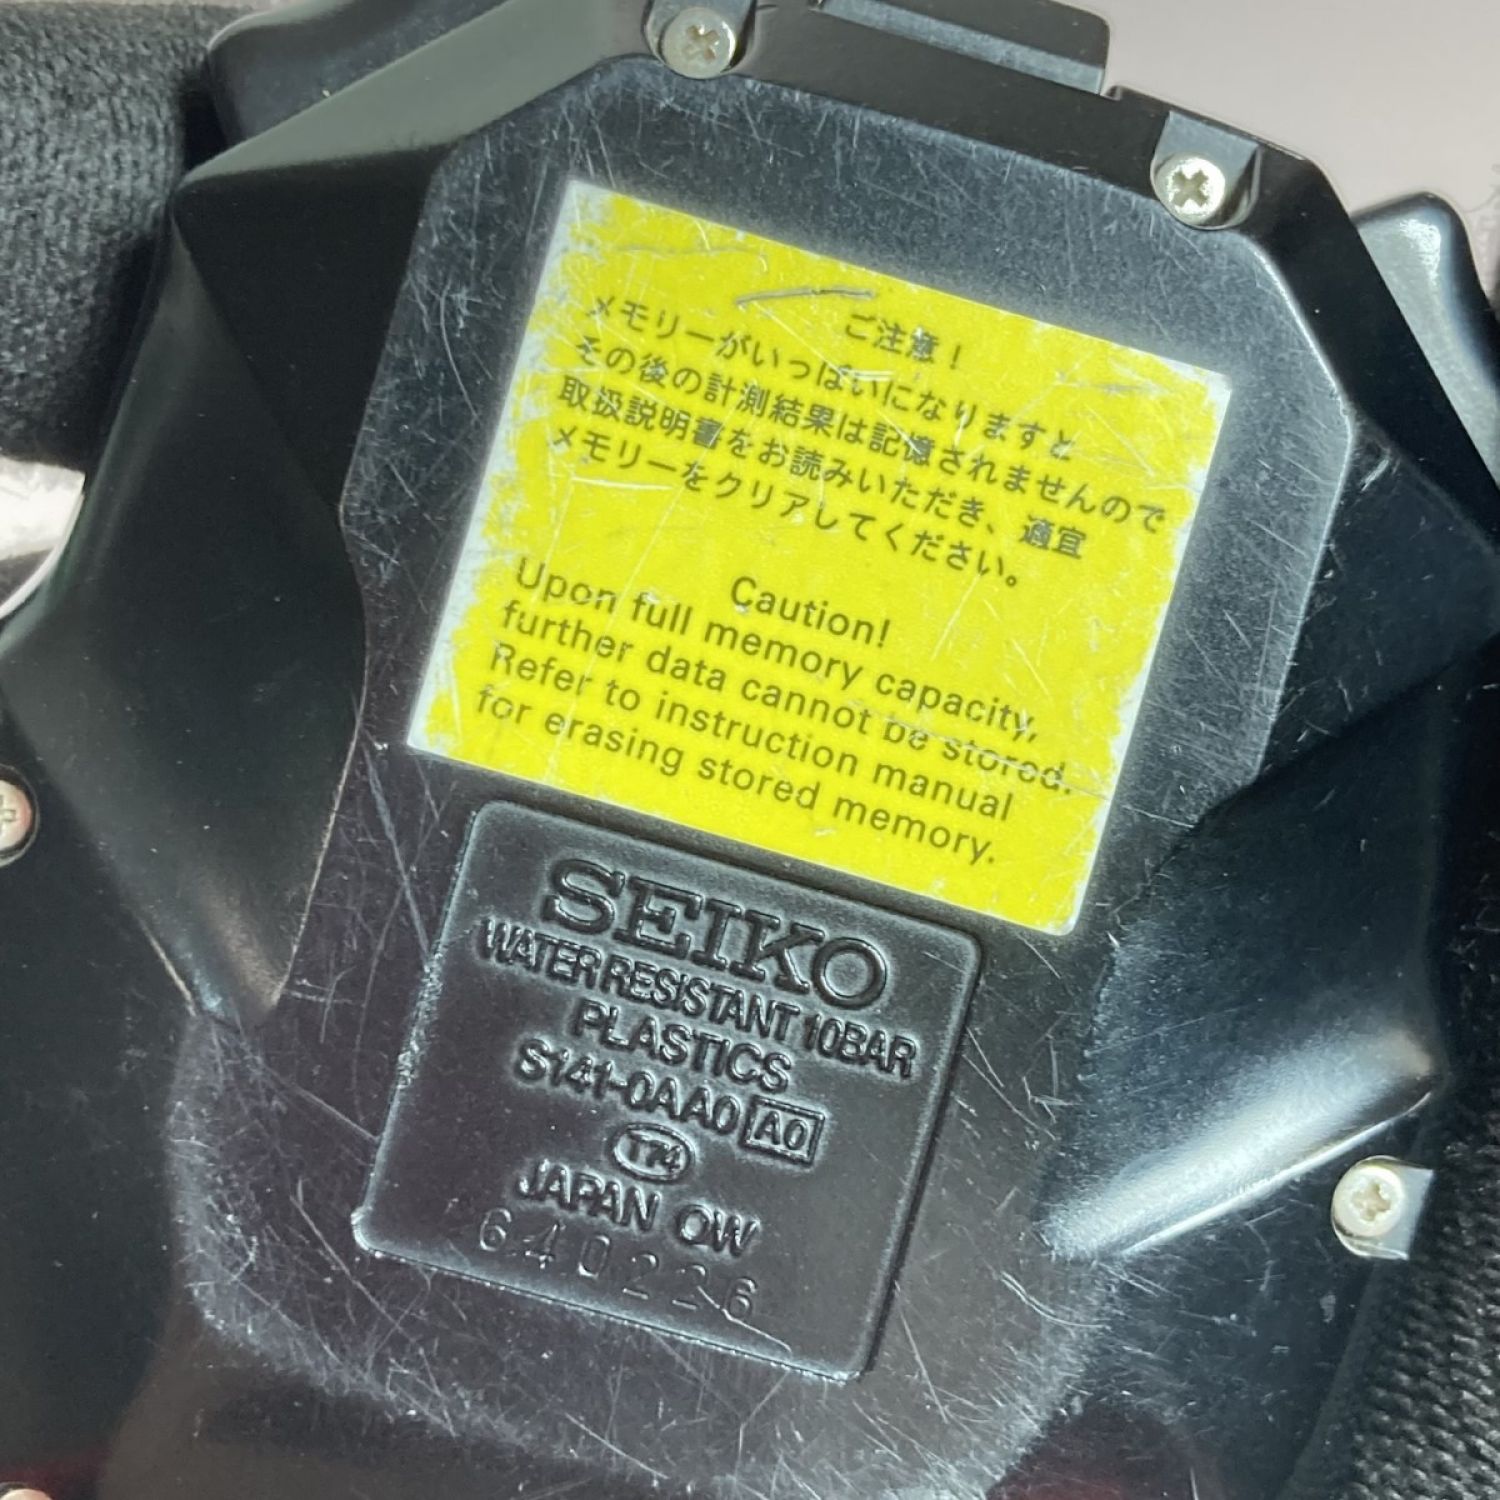 ご注意！
メモリーがいっぱいになりますと
その後の計測結果は記憶されませんので
取扱説明書をお読みいただき、適宜
メモリーをクリアしてください。
Caution!
Upon full memory capacity,
further data cannot be stored.
Refer to instruction manual
for erasing stored memory.
SEIKO
WATER RESISTANT 10BAR
PLASTICS
S141-0AA0 A0
T74
JAPAN OW
640226